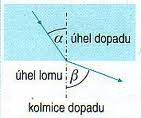 α úhel dopadu
úhel lomu β
kolmice dopadu